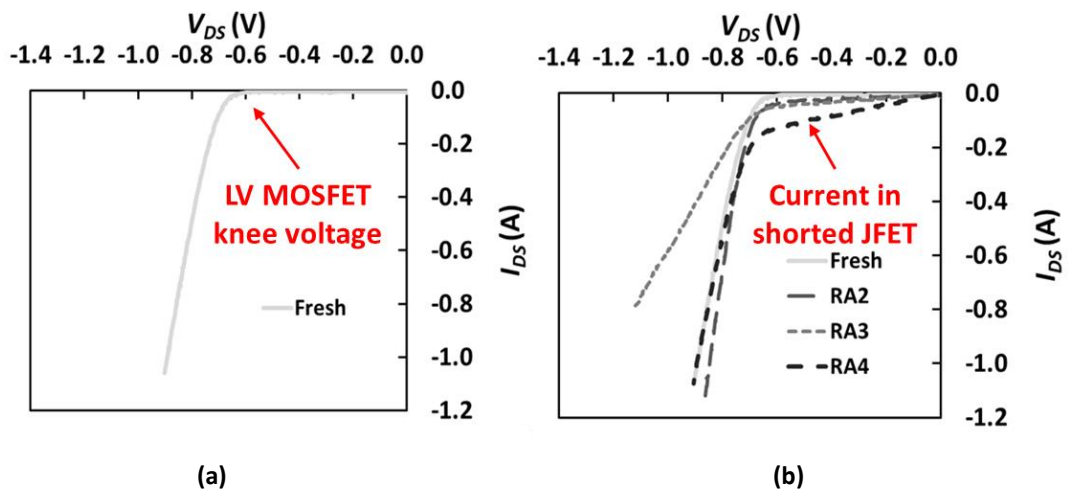 V_DS (V)
-1.4 -1.2 -1.0 -0.8 -0.6 -0.4 -0.2 0.0
0.0
-0.2
-0.4
-0.6
-0.8
-1.0
-1.2
I_DS (A)
LV MOSFET
knee voltage
Fresh
(a)
V_DS (V)
-1.4 -1.2 -1.0 -0.8 -0.6 -0.4 -0.2 0.0
0.0
-0.2
-0.4
-0.6
-0.8
-1.0
-1.2
I_DS (A)
Current in
shorted JFET
Fresh
RA2
RA3
RA4
(b)